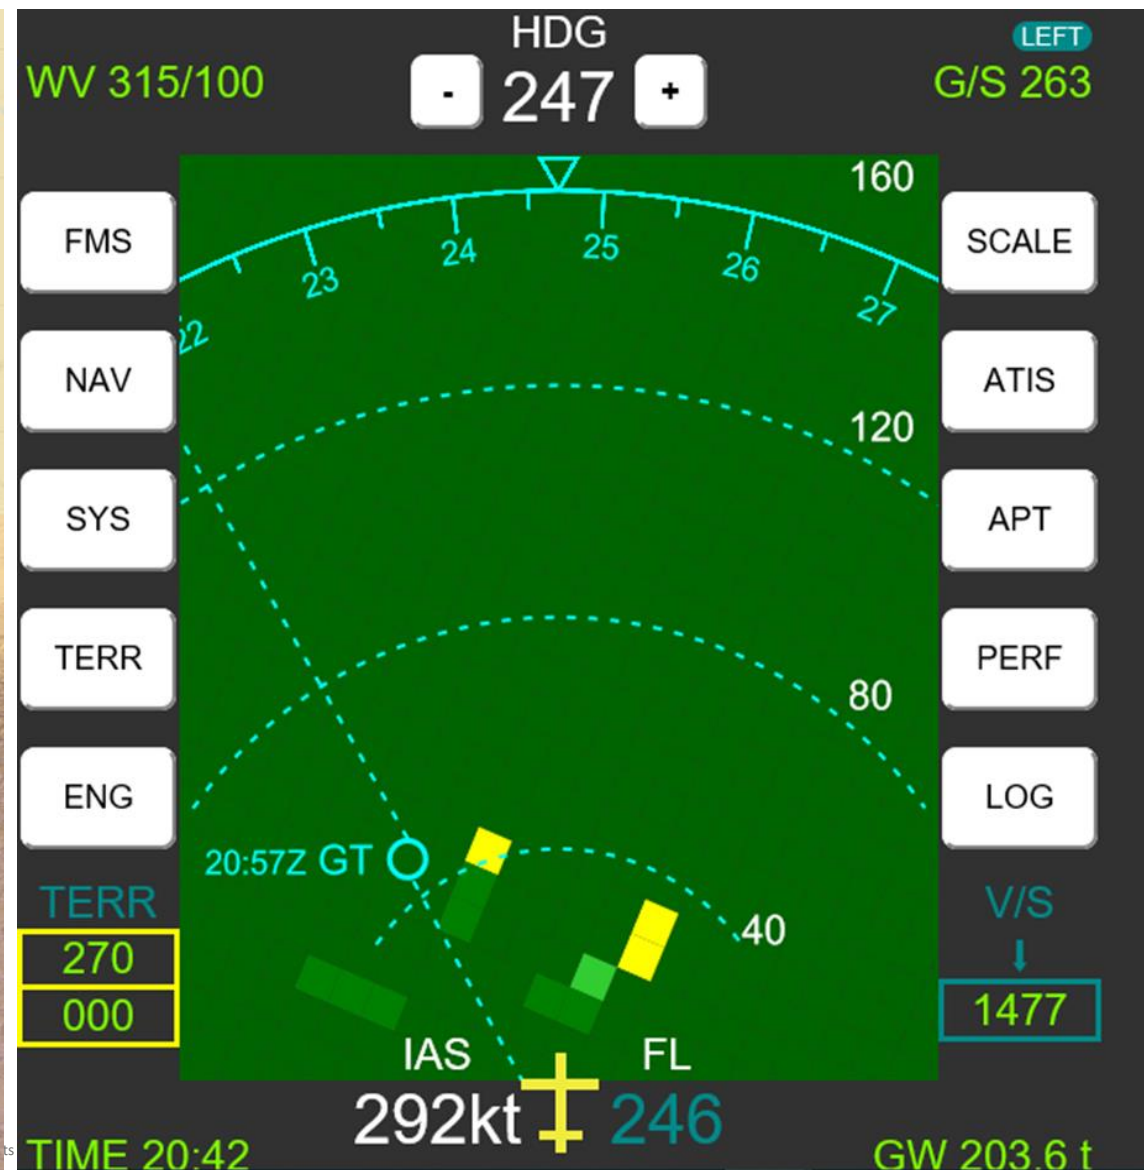 HDG
LEFT
WV 315/100
-
247
+
G/S 263
160
FMS
SCALE
23
24
25
26
27
22
NAV
ATIS
120
SYS
APT
TERR
PERF
80
ENG
LOG
20:57Z GT
TERR
V/S
40
270
000
1477
IAS
FL
292kt
246
ts
TIME 20:42
GW 203.6 t